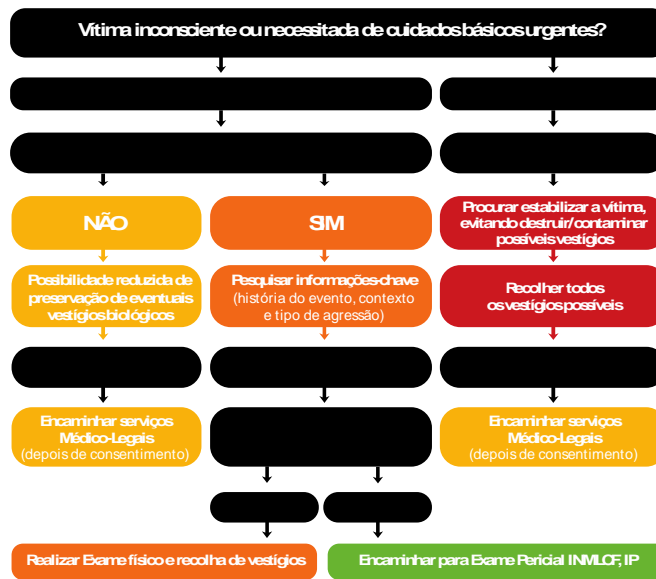 Vítima inconsciente ou necessitada de cuidados básicos urgentes?
NÃO
SIM
Procurar estabilizar a vítima,
evitando destruir/contaminar
possíveis vestígios
Possibilidade reduzida de
preservação de eventuais
vestígios biológicos
Pesquisar informações-chave
(história do evento, contexto
e tipo de agressão)
Recolher todos
os vestígios possíveis
Encaminhar serviços
Médico-Legais
(depois de consentimento)
Encaminhar serviços
Médico-Legais
(depois de consentimento)
Realizar Exame físico e recolha de vestígios
Encaminhar para Exame Pericial INMLCF, IP